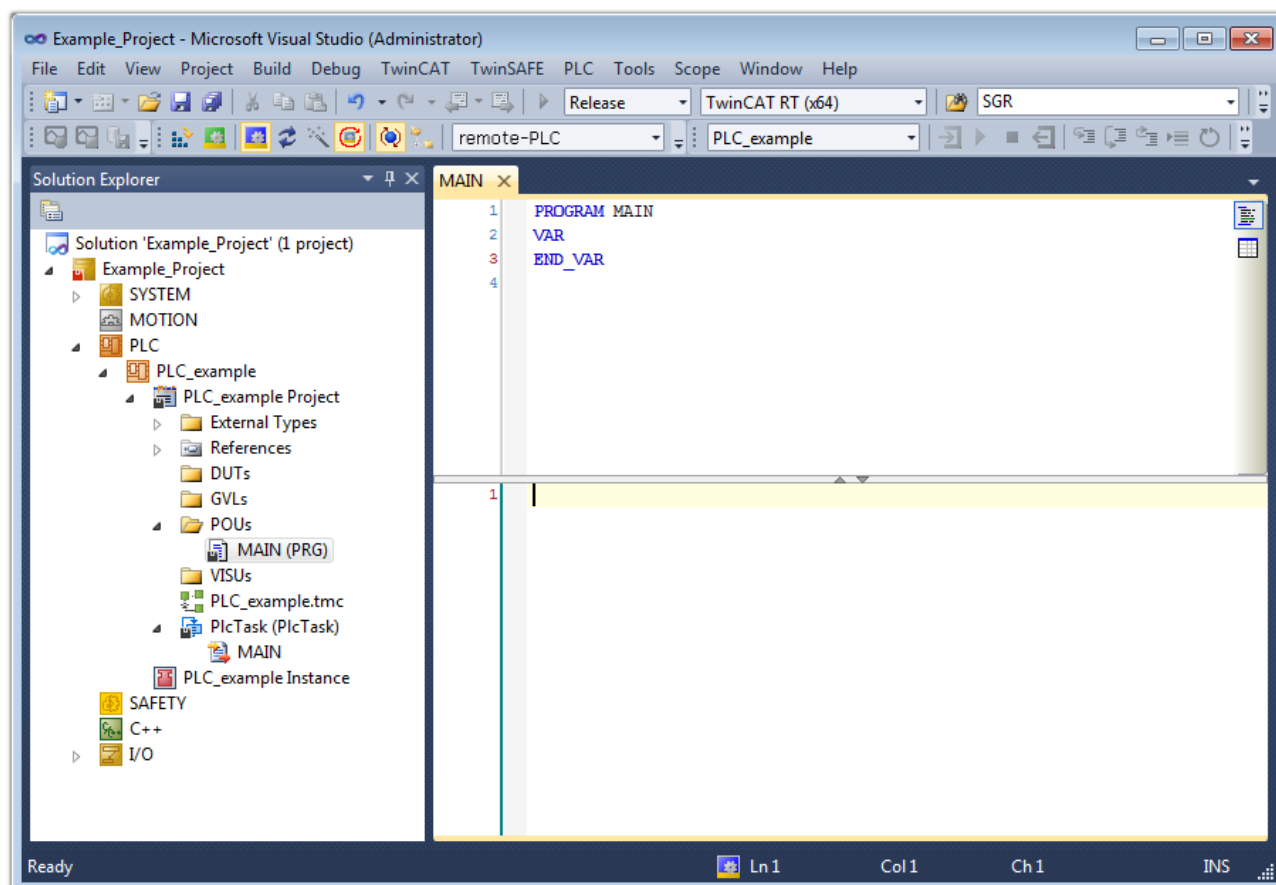 Example_Project - Microsoft Visual Studio (Administrator)
File Edit View Project Build Debug TwinCAT TwinSAFE PLC Tools Scope Window Help
Release TwinCAT RT (x64) SGR
remote-PLC PLC_example
Solution Explorer
Solution 'Example_Project' (1 project)
Example_Project
SYSTEM
MOTION
PLC
PLC_example
PLC_example Project
External Types
References
DUTs
GVLs
POUs
MAIN (PRG)
VISUs
PLC_example.tmc
PlcTask (PlcTask)
MAIN
PLC_example Instance
SAFETY
C++
I/O
MAIN
1 PROGRAM MAIN
2 VAR
3 END_VAR
4
1
Ready Ln 1 Col 1 Ch 1 INS